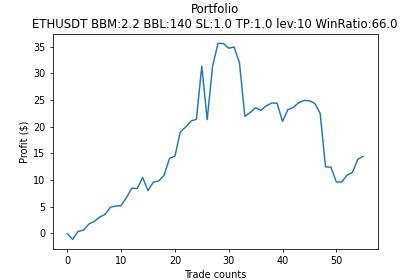 Portfolio
ETHUSDT BBM:2.2 BBL:140 SL:1.0 TP:1.0 lev:10 WinRatio:66.0
35
30
25
20
15
10
5
0
Profit ($)
0 10 20 30 40 50
Trade counts